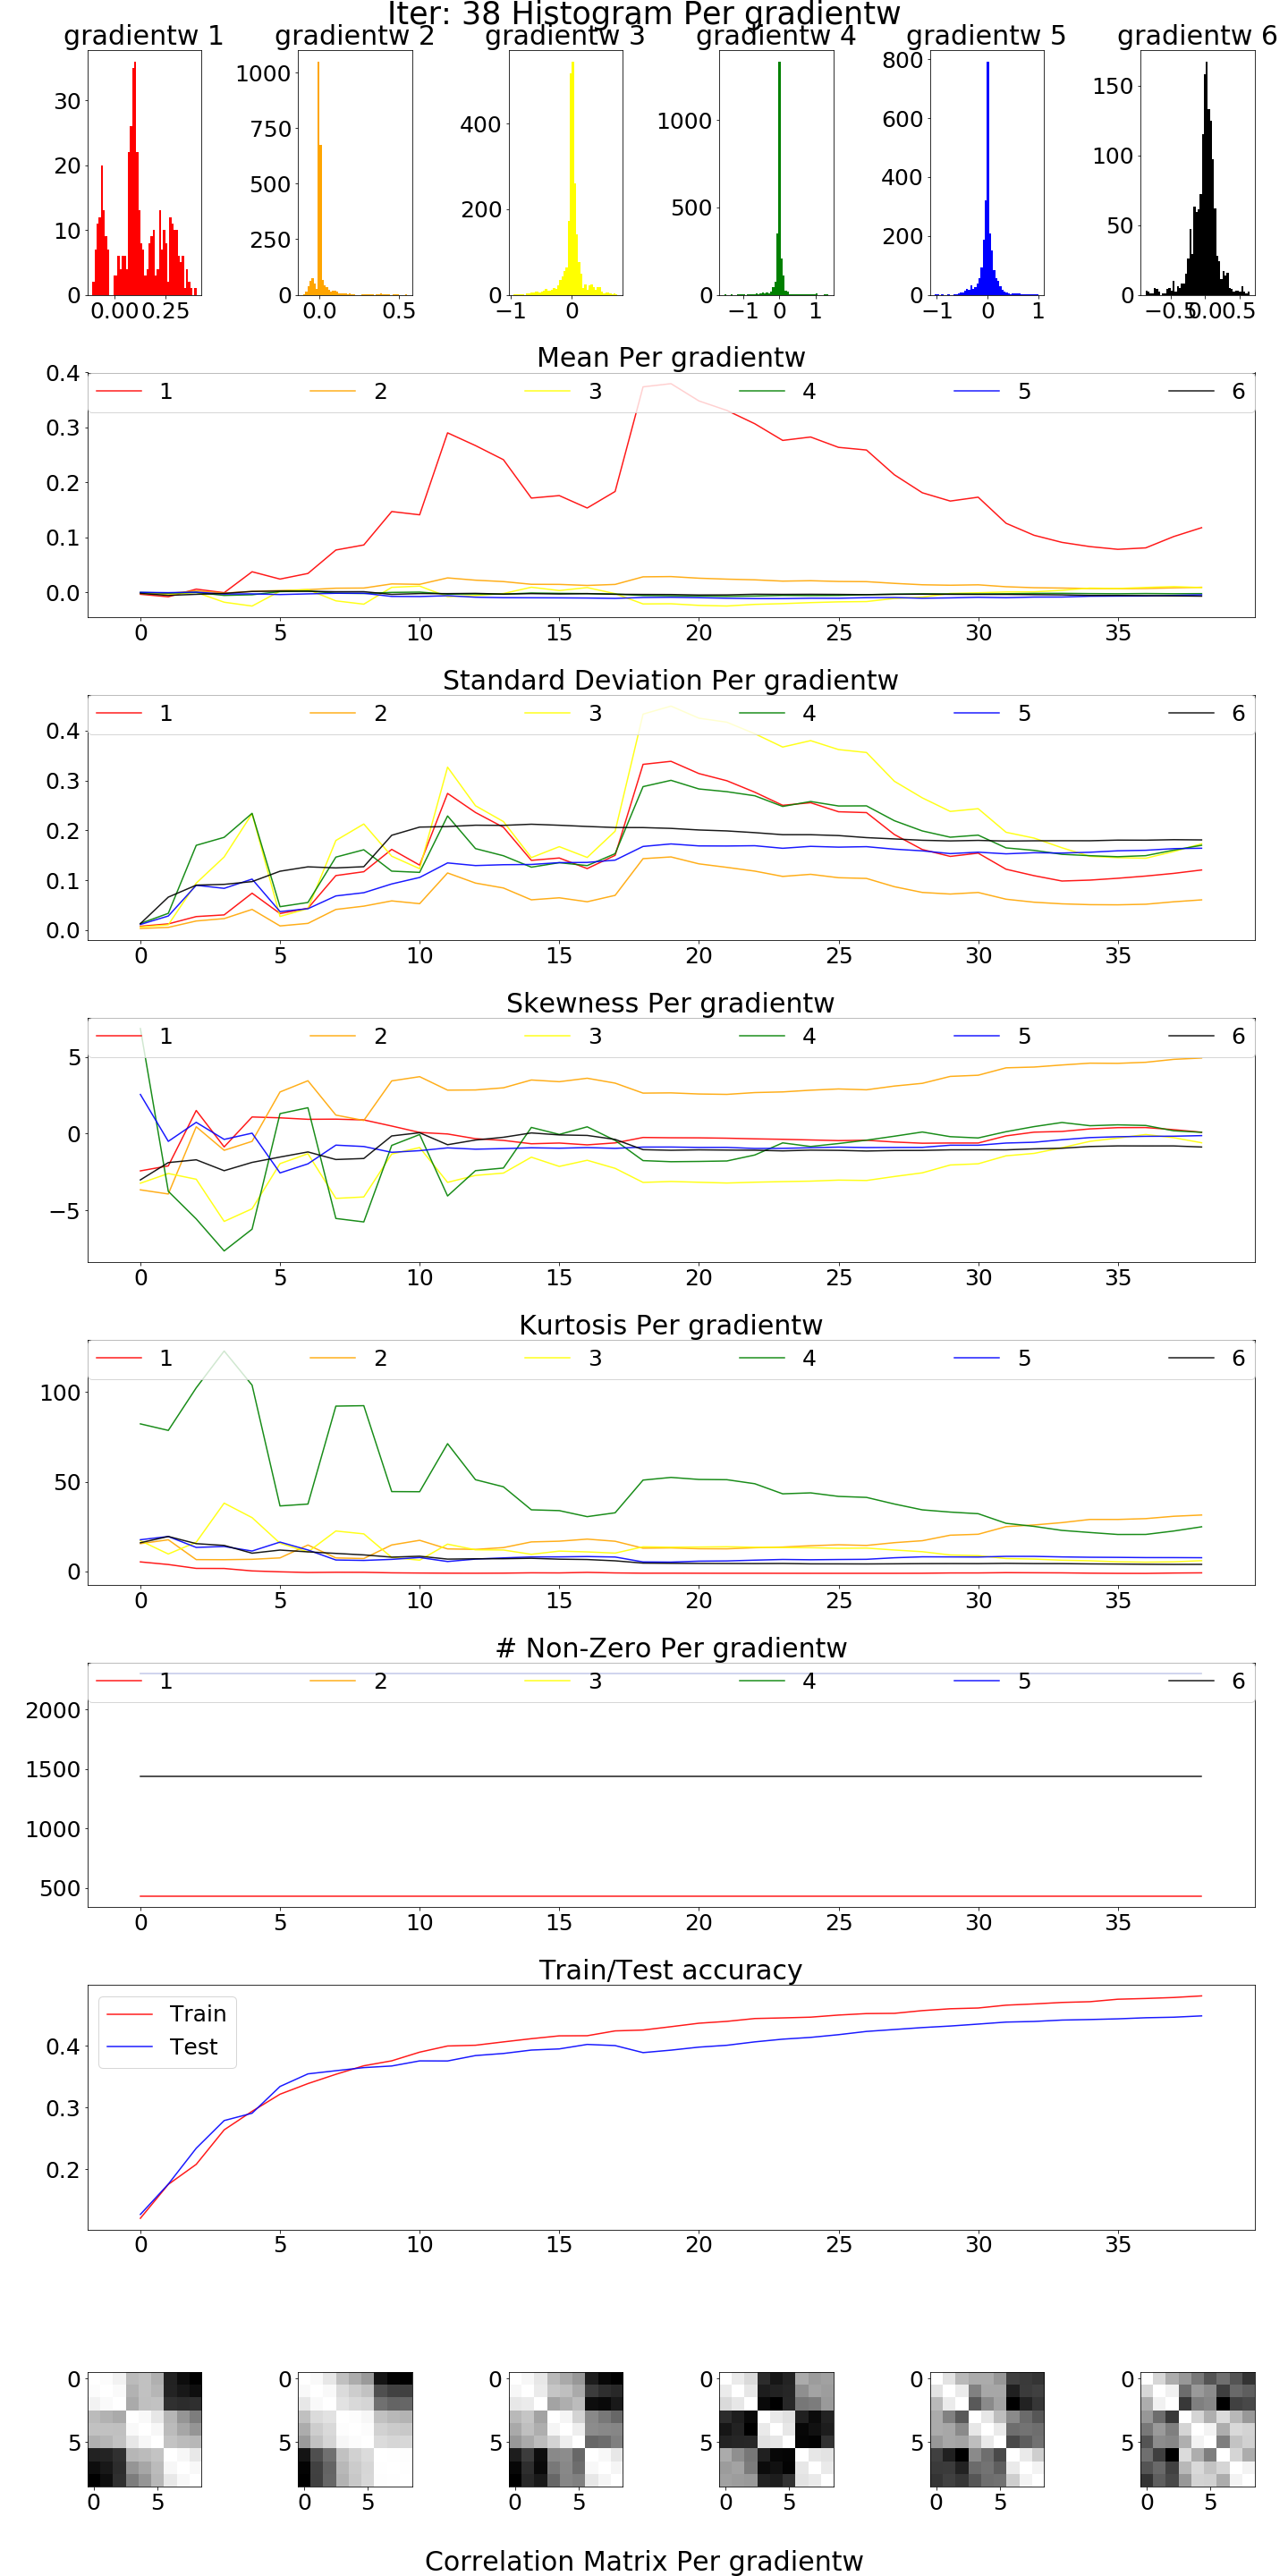 Iter: 38 Histogram Per gradientw
gradientw 1 gradientw 2 gradientw 3 gradientw 4 gradientw 5 gradientw 6
30
20
10
0
0.00 0.25
1000
750
500
250
0
0.0 0.5
400
200
0
−1 0
1000
500
0
−1 0 1
800
600
400
200
0
−1 0 1
150
100
50
0
−0.5 0.0 0.5
Mean Per gradientw
1 2 3 4 5 6
0.4
0.3
0.2
0.1
0.0
0 5 10 15 20 25 30 35
Standard Deviation Per gradientw
1 2 3 4 5 6
0.4
0.3
0.2
0.1
0.0
0 5 10 15 20 25 30 35
Skewness Per gradientw
1 2 3 4 5 6
5
0
−5
0 5 10 15 20 25 30 35
Kurtosis Per gradientw
1 2 3 4 5 6
100
50
0
0 5 10 15 20 25 30 35
# Non-Zero Per gradientw
1 2 3 4 5 6
2000
1500
1000
500
0 5 10 15 20 25 30 35
Train/Test accuracy
Train
Test
0.4
0.3
0.2
0 5 10 15 20 25 30 35
0
5
0 5
0
5
0 5
0
5
0 5
0
5
0 5
0
5
0 5
0
5
0 5
Correlation Matrix Per gradientw